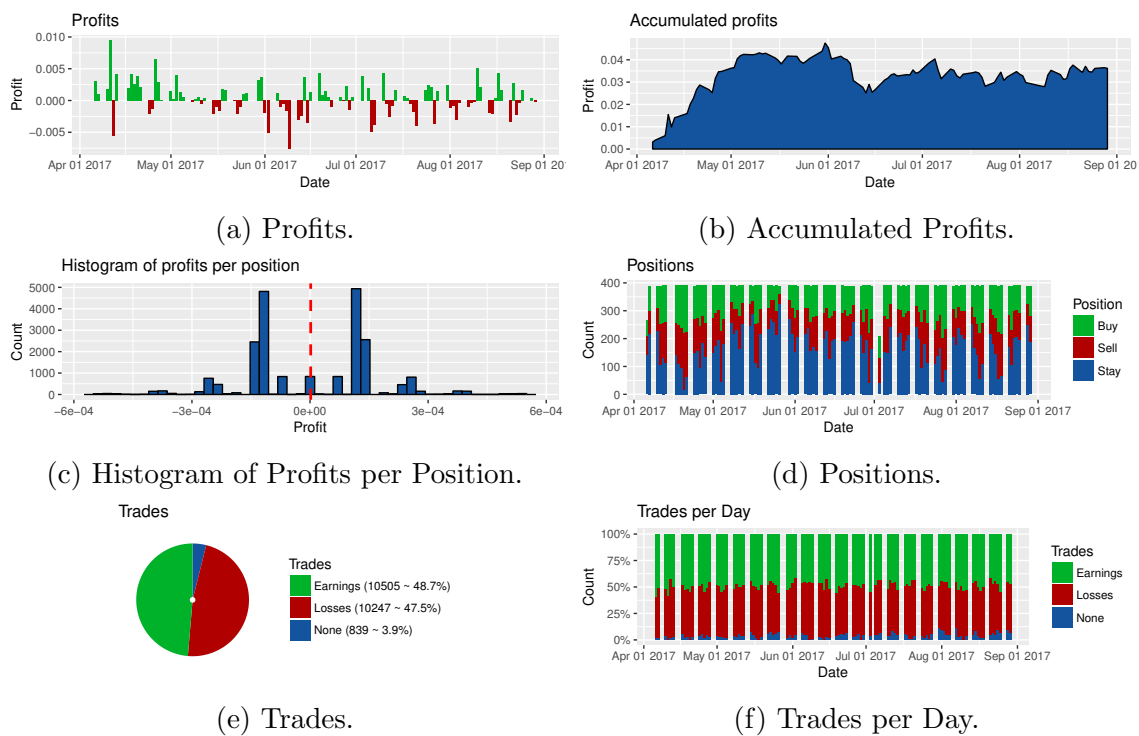 Profits
0.010
0.005
0.000
−0.005
Profit
Apr 01 2017 May 01 2017 Jun 01 2017 Jul 01 2017 Aug 01 2017 Sep 01 20
Date
(a) Profits.
Accumulated profits
0.04
0.03
0.02
0.01
0.00
Profit
Apr 01 2017 May 01 2017 Jun 01 2017 Jul 01 2017 Aug 01 2017 Sep 01 20
Date
(b) Accumulated Profits.
Histogram of profits per position
5000
4000
3000
2000
1000
0
Count
−6e−04 −3e−04 0e+00 3e−04 6e−04
Profit
(c) Histogram of Profits per Position.
Positions
400
300
200
100
0
Count
Apr 01 2017 May 01 2017 Jun 01 2017 Jul 01 2017 Aug 01 2017 Sep 01 2017
Date
Position
Buy
Sell
Stay
(d) Positions.
Trades
Trades
Earnings (10505 ~ 48.7%)
Losses (10247 ~ 47.5%)
None (839 ~ 3.9%)
(e) Trades.
Trades per Day
100%
75%
50%
25%
0%
Count
Apr 01 2017 May 01 2017 Jun 01 2017 Jul 01 2017 Aug 01 2017 Sep 01 2017
Date
Trades
Earnings
Losses
None
(f) Trades per Day.